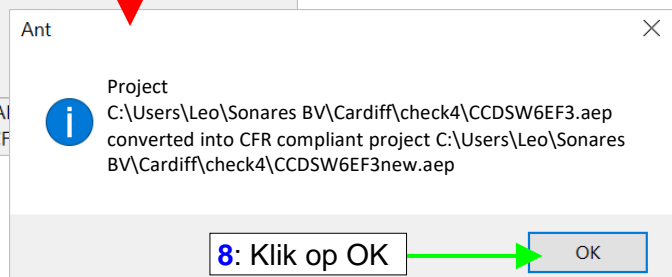 Ant
Project
C:\Users\Leo\Sonares BV\Cardiff\check4\CCDSW6EF3.aep
converted into CFR compliant project C:\Users\Leo\Sonares
BV\Cardiff\check4\CCDSW6EF3new.aep
8: Klik op OK
OK